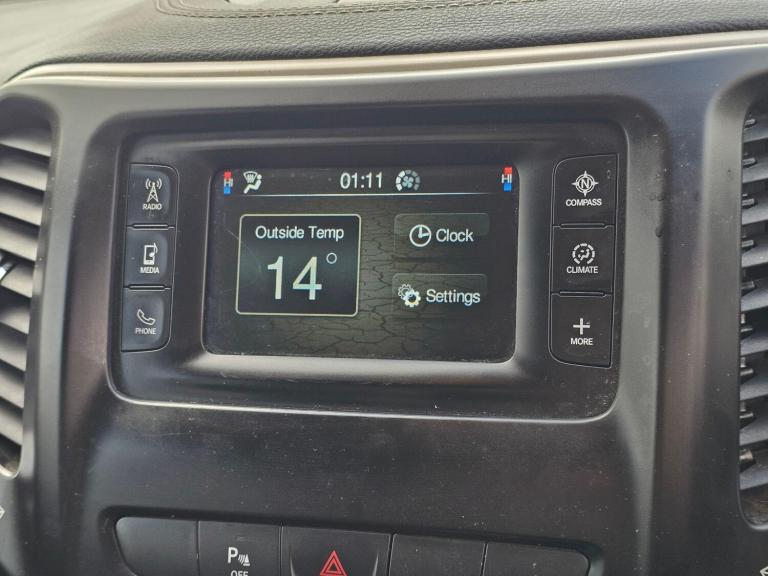 HI
01:11
HI
RADIO
MEDIA
PHONE
Outside Temp
14°
Clock
Settings
N
COMPASS
CLIMATE
MORE
P
OFF